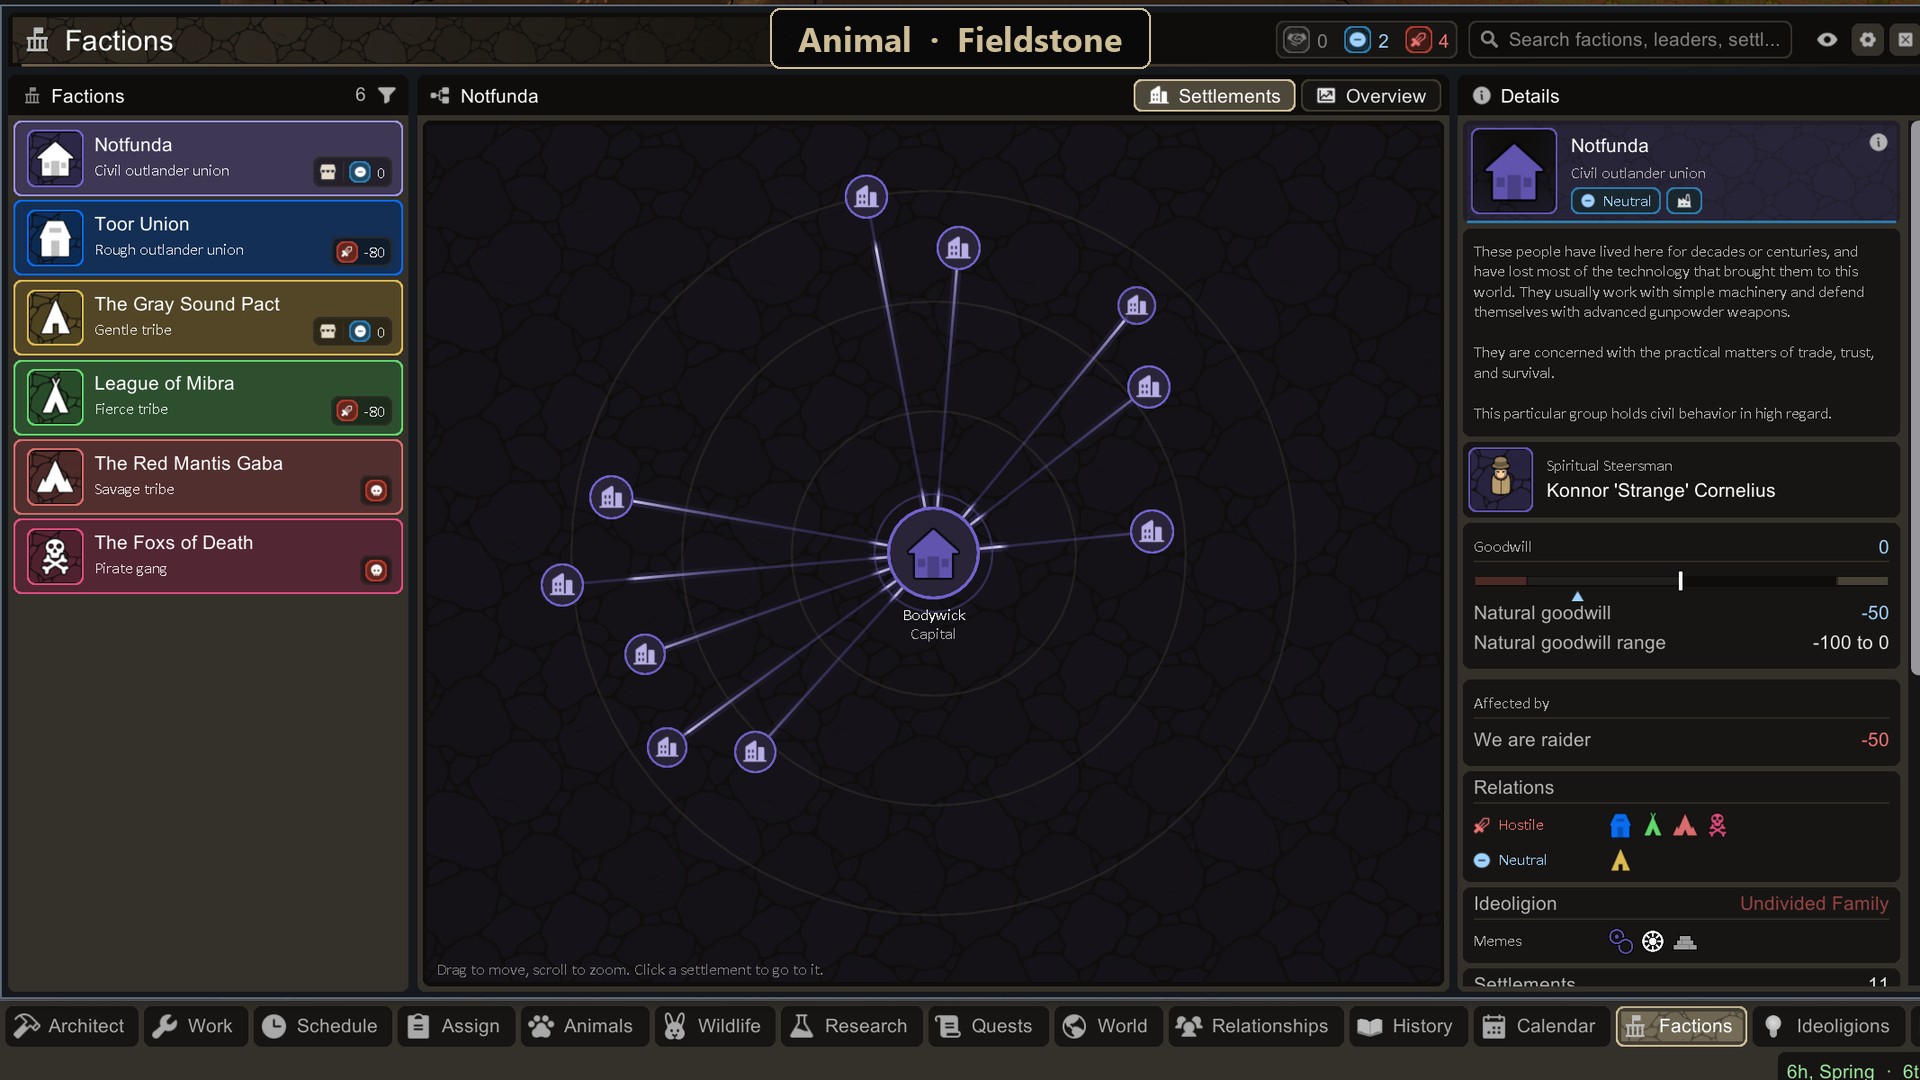 Factions
Animal · Fieldstone
0 2 4
Search factions, leaders, settl...
Factions 6
Notfunda
Civil outlander union
0
Toor Union
Rough outlander union
-80
The Gray Sound Pact
Gentle tribe
0
League of Mibra
Fierce tribe
-80
The Red Mantis Gaba
Savage tribe
The Foxs of Death
Pirate gang
Notfunda
Settlements
Overview
Bodywick
Capital
Drag to move, scroll to zoom. Click a settlement to go to it.
Details
Notfunda
Civil outlander union
Neutral
These people have lived here for decades or centuries, and
have lost most of the technology that brought them to this
world. They usually work with simple machinery and defend
themselves with advanced gunpowder weapons.
They are concerned with the practical matters of trade, trust,
and survival.
This particular group holds civil behavior in high regard.
Spiritual Steersman
Konnor 'Strange' Cornelius
Goodwill 0
Natural goodwill -50
Natural goodwill range -100 to 0
Affected by
We are raider -50
Relations
Hostile
Neutral
Ideoligion Undivided Family
Memes
Settlements 11
Architect
Work
Schedule
Assign
Animals
Wildlife
Research
Quests
World
Relationships
History
Calendar
Factions
Ideoligions
6h, Spring · 6t